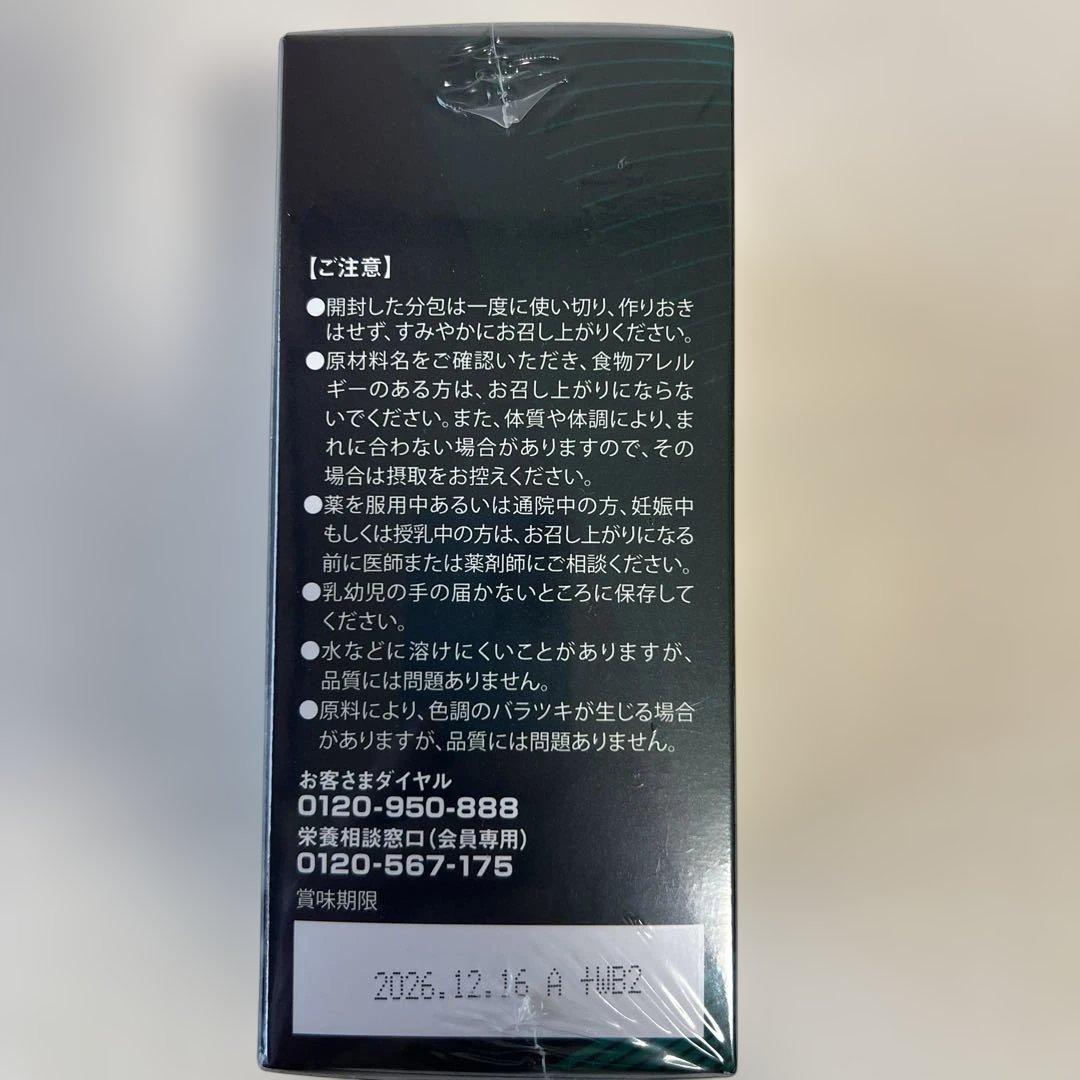 【ご注意】
●開封した分包は一度に使い切り、作りおき
はせず、すみやかにお召し上がりください。
●原材料名をご確認いただき、食物アレル
ギーのある方は、お召し上がりにならな
いでください。また、体質や体調により、ま
れに合わない場合がありますので、その
場合は摂取をお控えください。
●薬を服用中あるいは通院中の方、妊娠中
もしくは授乳中の方は、お召し上がりになる
前に医師または薬剤師にご相談ください。
●乳幼児の手の届かないところに保存して
ください。
●水などに溶けにくいことがありますが、
品質には問題ありません。
●原料により、色調のバラツキが生じる場合
がありますが、品質には問題ありません。
お客さまダイヤル
0120-950-888
栄養相談窓口(会員専用)
0120-567-175
賞味期限
2026.12.16 A +WB2